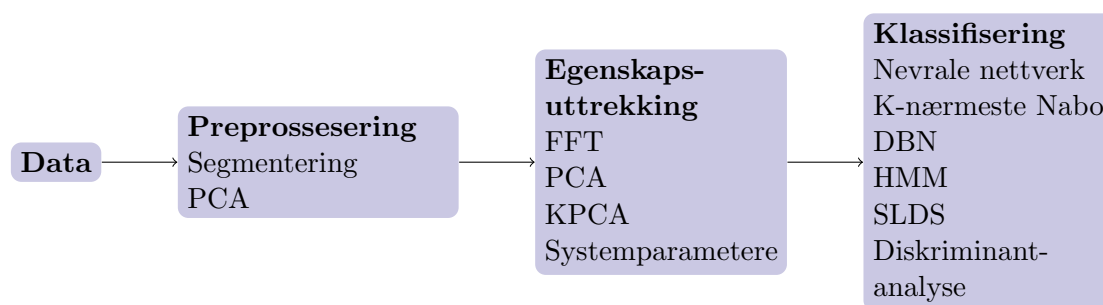 Data
Preprossesering
Segmentering
PCA
Egenskaps-
uttrekking
FFT
PCA
KPCA
Systemparametere
Klassifisering
Nevrale nettverk
K-nærmeste Nabo
DBN
HMM
SLDS
Diskriminant-
analyse